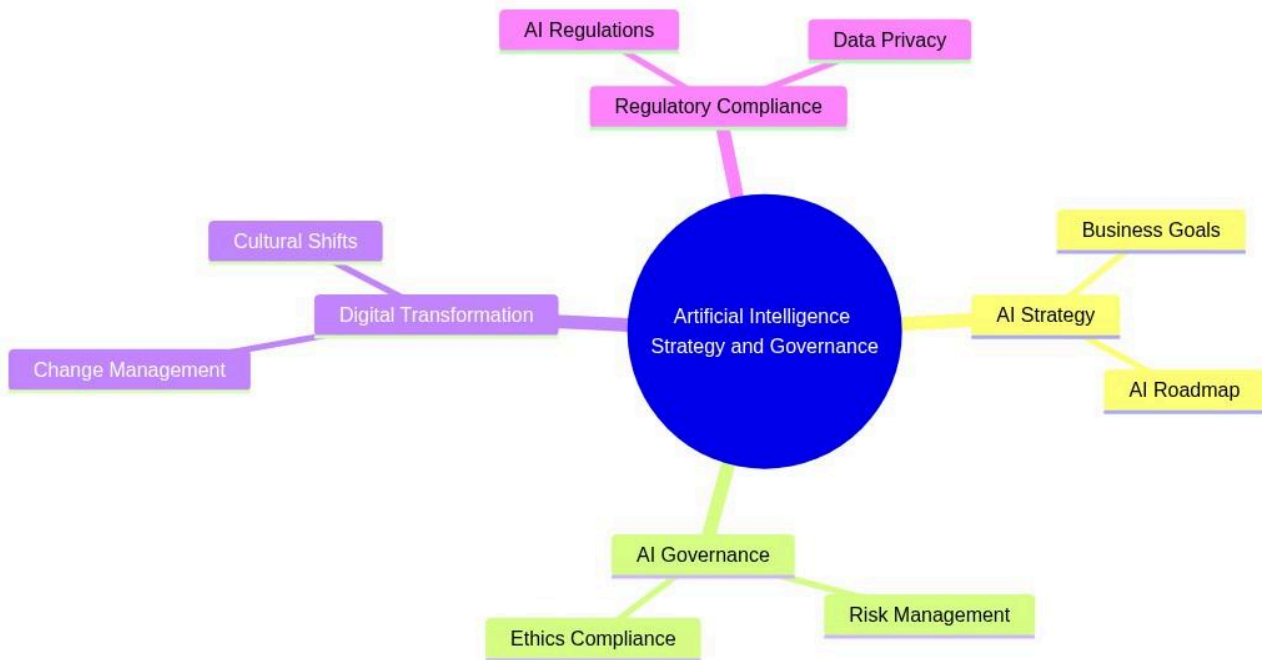 AI Regulations
Data Privacy
Regulatory Compliance
Cultural Shifts
Business Goals
Digital Transformation
Artificial Intelligence
Strategy and Governance
AI Strategy
Change Management
AI Roadmap
AI Governance
Risk Management
Ethics Compliance